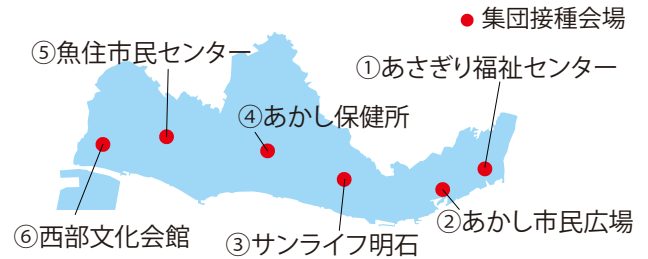 ● 集団接種会場
⑤魚住市民センター
①あさぎり福祉センター
④あかし保健所
②あかし市民広場
⑥西部文化会館
③サンライフ明石